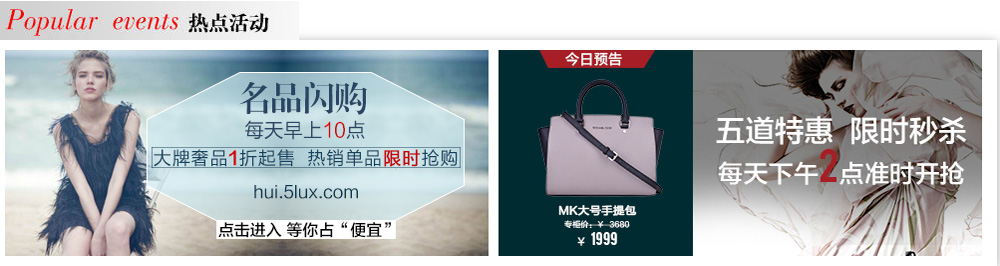 Popular events 热点活动
名品闪购
每天早上10点
大牌奢品1折起售 热销单品限时抢购
hui.5lux.com
点击进入 等你占“便宜”
今日预告
MICHAEL KORS
MK大号手提包
专柜价：￥ 3680
￥ 1999
五道特惠 限时秒杀
每天下午2点准时开抢